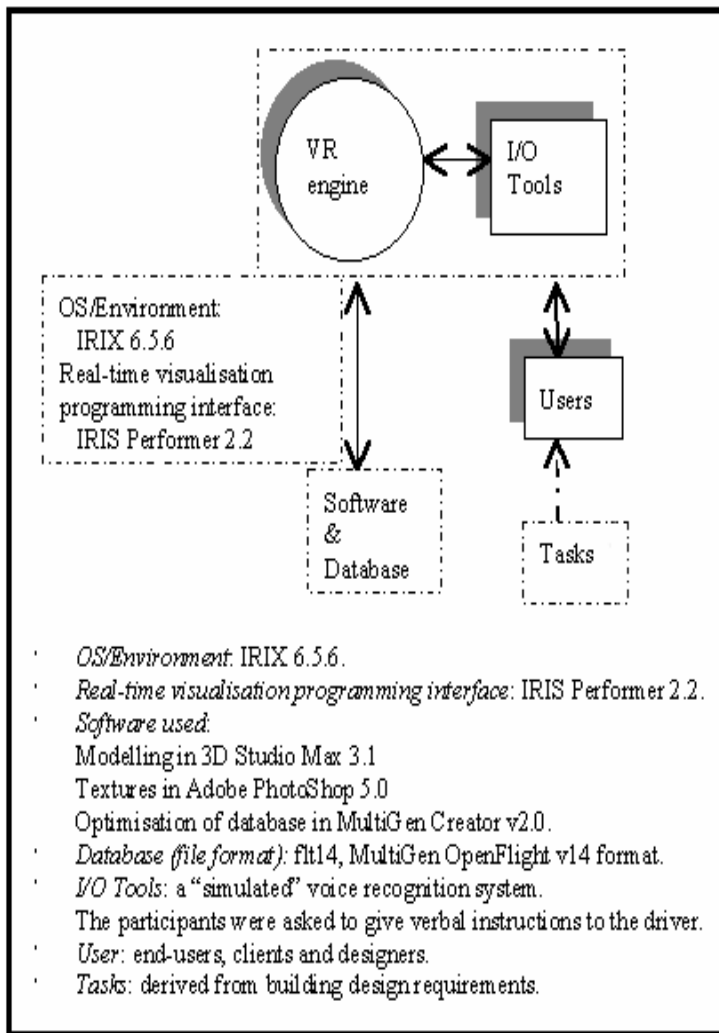 VR
engine
I/O
Tools
OS/Environment:
IRIX 6.5.6
Real-time visualisation
programming interface:
IRIS Performer 2.2
Users
Software
&
Database
Tasks
· OS/Environment: IRIX 6.5.6.
· Real-time visualisation programming interface: IRIS Performer 2.2.
· Software used:
Modelling in 3D Studio Max 3.1
Textures in Adobe PhotoShop 5.0
Optimisation of database in MultiGen Creator v2.0.
· Database (file format): flt14, MultiGen OpenFlight v14 format.
· I/O Tools: a “simulated” voice recognition system.
The participants were asked to give verbal instructions to the driver.
· User: end-users, clients and designers.
· Tasks: derived from building design requirements.